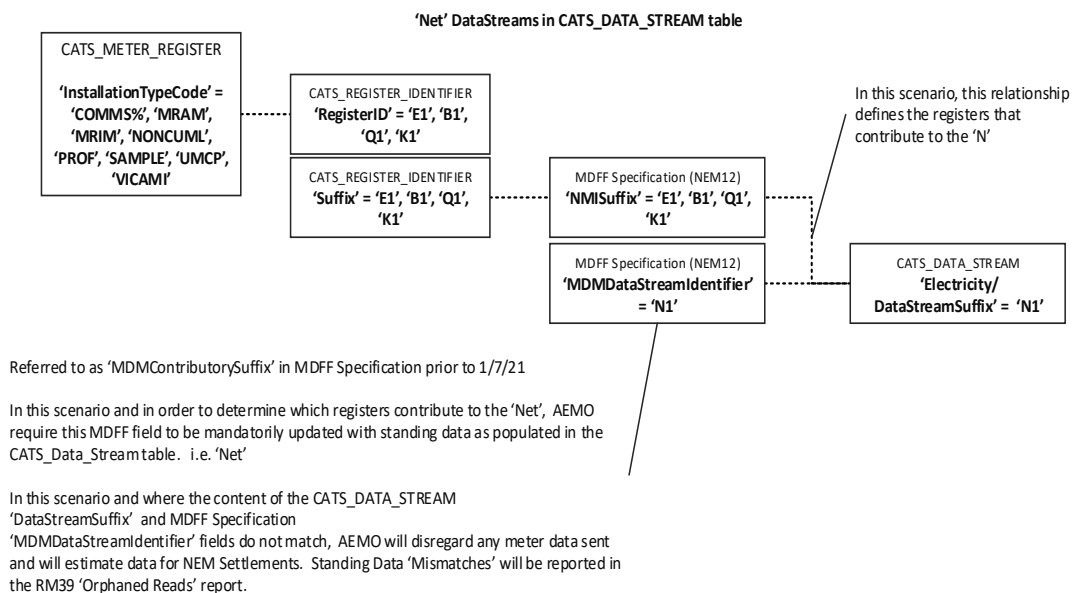 ‘Net’ DataStreams in CATS_DATA_STREAM table
CATS_METER_REGISTER
‘InstallationTypeCode’ =
‘COMMS%’, ‘MRAM’,
‘MRIM’, ‘NONCUML’,
‘PROF’, ‘SAMPLE’, ‘UMCP’,
‘VICAMI’
CATS_REGISTER_IDENTIFIER
‘RegisterID’ = ‘E1’, ‘B1’,
‘Q1’, ‘K1’
CATS_REGISTER_IDENTIFIER
‘Suffix’ = ‘E1’, ‘B1’, ‘Q1’,
‘K1’
MDFF Specification (NEM12)
‘NMISuffix’ = ‘E1’, ‘B1’, ‘Q1’,
‘K1’
MDFF Specification (NEM12)
‘MDMDataStreamIdentifier’
= ‘N1’
In this scenario, this relationship
defines the registers that
contribute to the ‘N’
CATS_DATA_STREAM
‘Electricity/
DataStreamSuffix’ = ‘N1’
Referred to as ‘MDMContributorySuffix’ in MDFF Specification prior to 1/7/21
In this scenario and in order to determine which registers contribute to the ‘Net’, AEMO
require this MDFF field to be mandatorily updated with standing data as populated in the
CATS_Data_Stream table. i.e. ‘Net’
In this scenario and where the content of the CATS_DATA_STREAM
‘DataStreamSuffix’ and MDFF Specification
‘MDMDataStreamIdentifier’ fields do not match, AEMO will disregard any meter data sent
and will estimate data for NEM Settlements. Standing Data ‘Mismatches’ will be reported in
the RM39 ‘Orphaned Reads’ report.